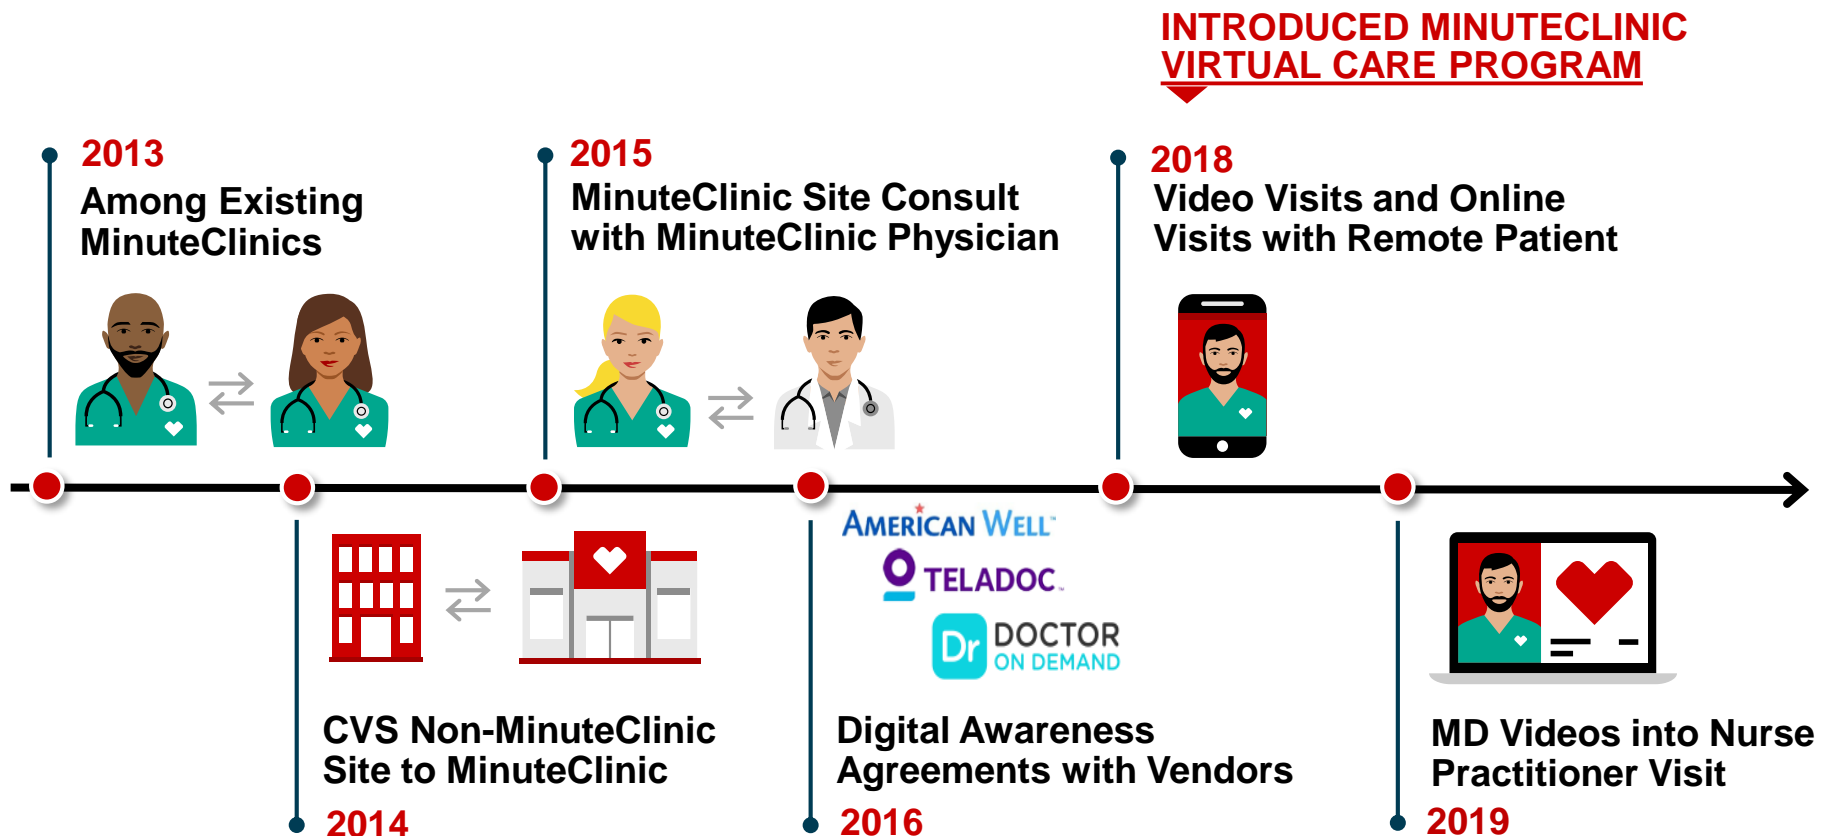 INTRODUCED MINUTECLINIC
VIRTUAL CARE PROGRAM
2013
Among Existing
MinuteClinics
2015
MinuteClinic Site Consult
with MinuteClinic Physician
2018
Video Visits and Online
Visits with Remote Patient
CVS Non-MinuteClinic
Site to MinuteClinic
2014
AMERICAN WELL™
TELADOC™
Dr DOCTOR
ON DEMAND
Digital Awareness
Agreements with Vendors
2016
MD Videos into Nurse
Practitioner Visit
2019